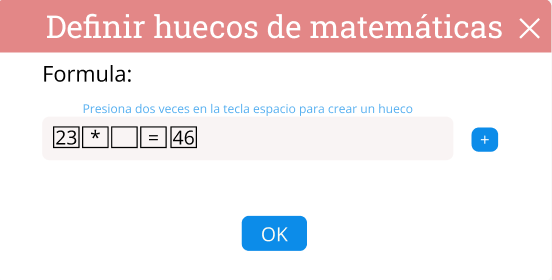 Definir huecos de matemáticas ×
Formula:
Presiona dos veces en la tecla espacio para crear un hueco
23 * = 46 +
OK